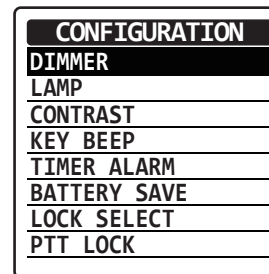 CONFIGURATION
DIMMER
LAMP
CONTRAST
KEY BEEP
TIMER ALARM
BATTERY SAVE
LOCK SELECT
PTT LOCK